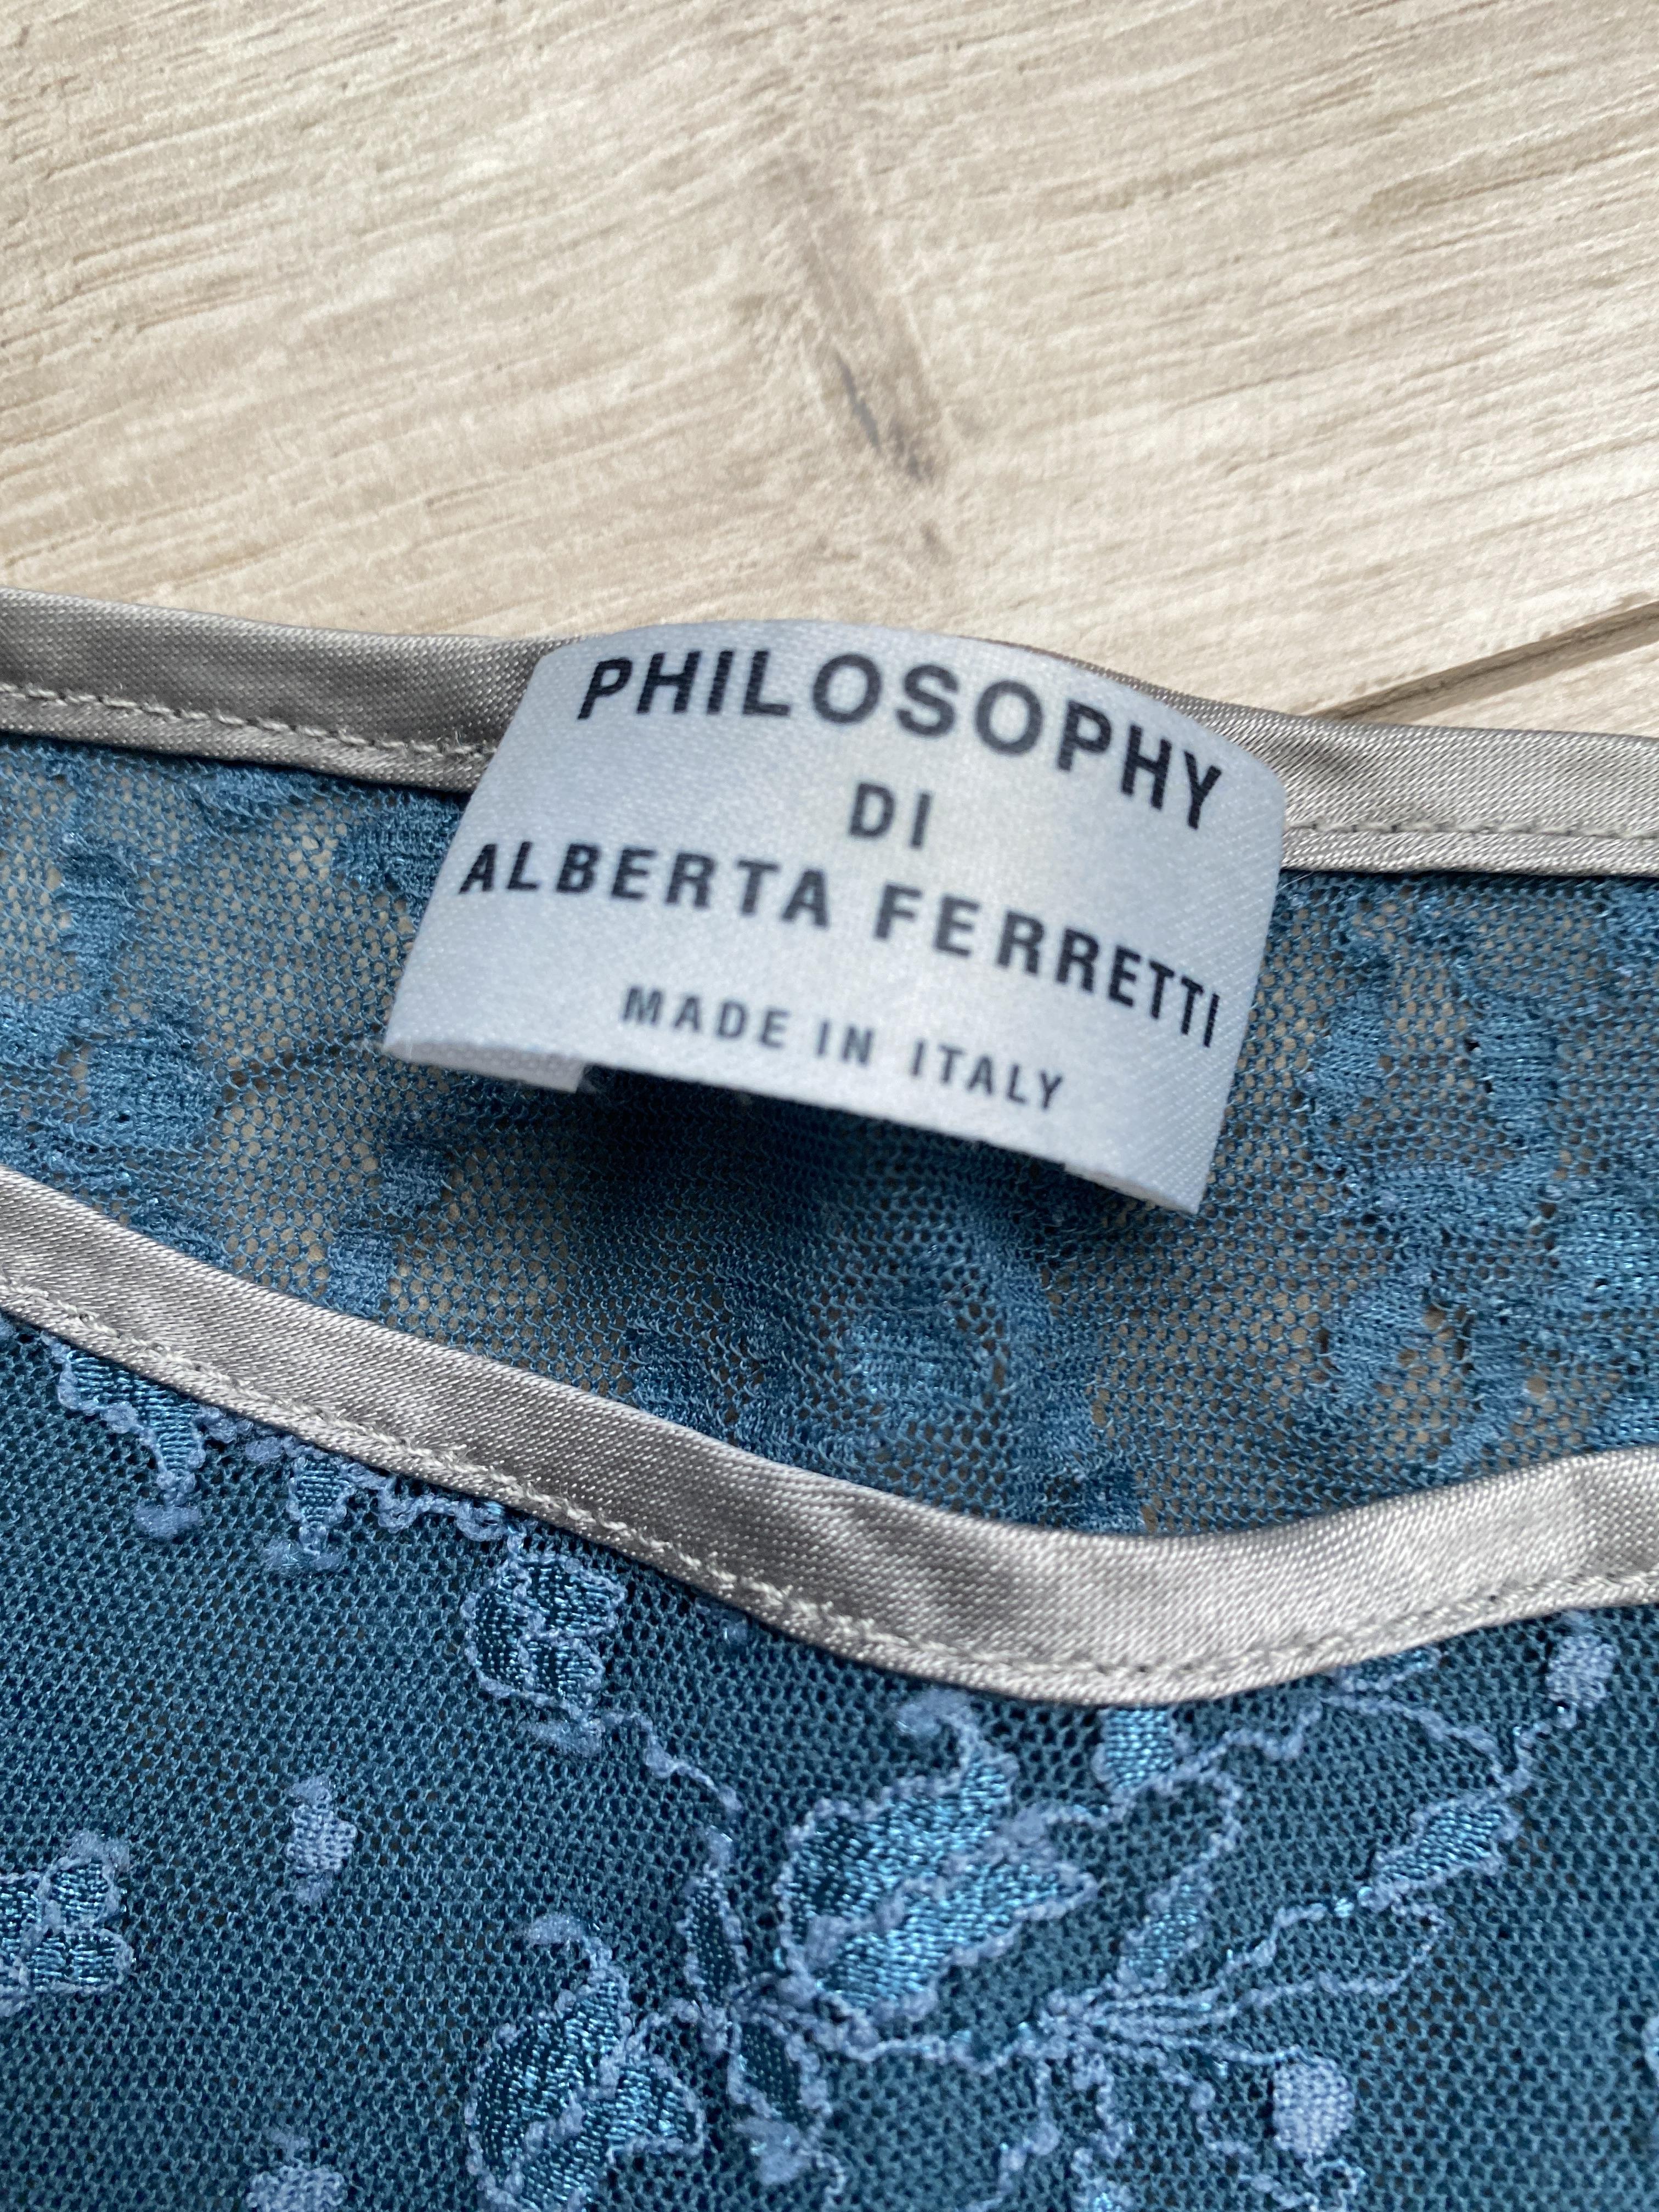 PHILOSOPHY
DI
ALBERTA FERRETTI
MADE IN ITALY